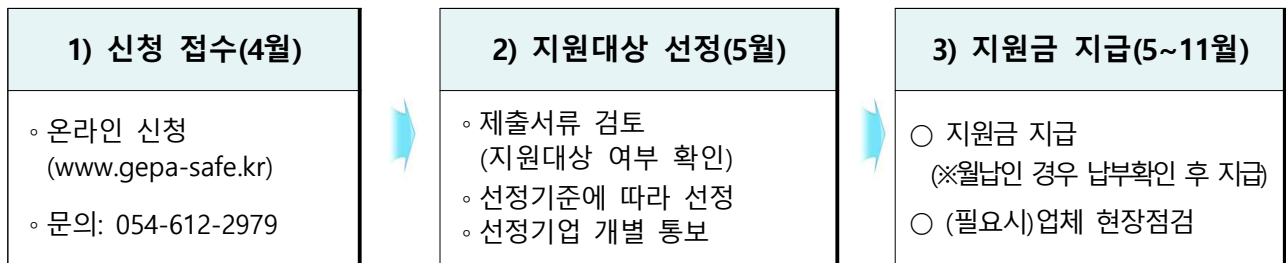 1) 신청 접수(4월)
◦ 온라인 신청
(www.gepa-safe.kr)
◦ 문의: 054-612-2979
2) 지원대상 선정(5월)
◦ 제출서류 검토
(지원대상 여부 확인)
◦ 선정기준에 따라 선정
◦ 선정기업 개별 통보
3) 지원금 지급(5~11월)
○ 지원금 지급
(※월납인 경우 납부확인 후 지급)
○ (필요시)업체 현장점검